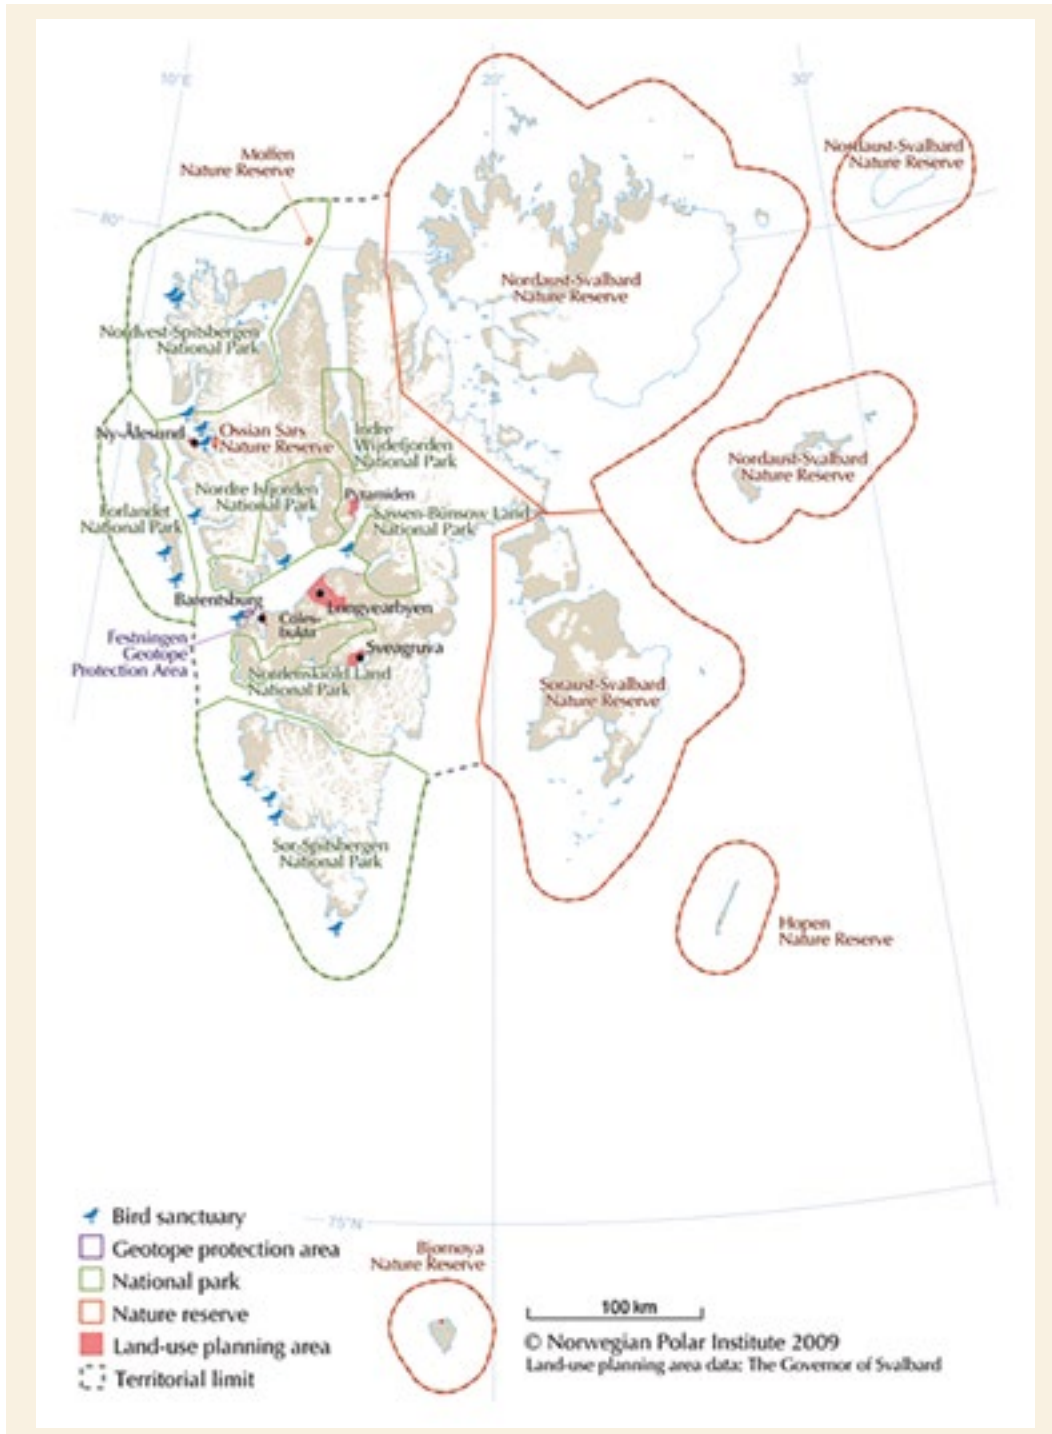 10°E
20°
30°
Moffen
Nature Reserve
Nordaust-Svalbard
Nature Reserve
80°
Nordaust-Svalbard
Nature Reserve
Nordvest-Spitsbergen
National Park
Ny-Ålesund
Ossian Sars
Nature Reserve
Indre
Wijdefjorden
National Park
Nordaust-Svalbard
Nature Reserve
Nordre Isfjorden
National Park
Pyramiden
Forlandet
National Park
Sassen-Bünsow Land
National Park
Barentsburg
Longyearbyen
Coles-
bukta
Festningen
Geotope
Protection Area
Sveagruva
Nordenskiöld Land
National Park
Søraust-Svalbard
Nature Reserve
Sør-Spitsbergen
National Park
Hopen
Nature Reserve
75°N
Bird sanctuary
Geotope protection area
National park
Nature reserve
Land-use planning area
Territorial limit
Bjørnøya
Nature Reserve
100 km
© Norwegian Polar Institute 2009
Land-use planning area data: The Governor of Svalbard